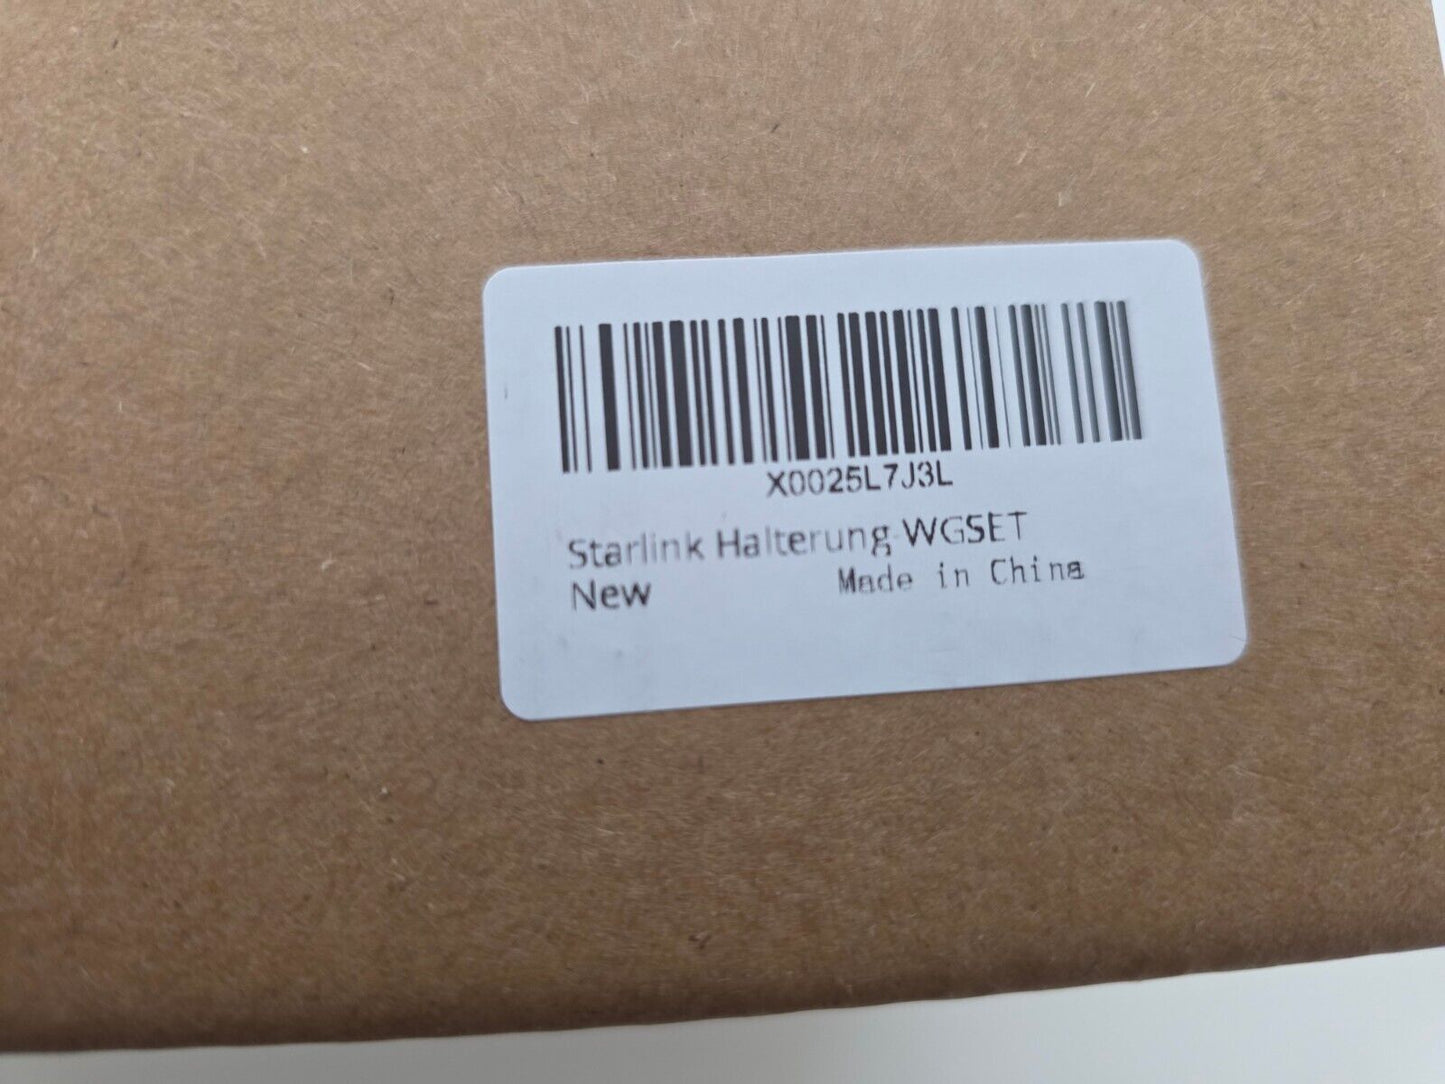 X0025L7J3L
Starlink Halterung-WGSET
New
Made in China